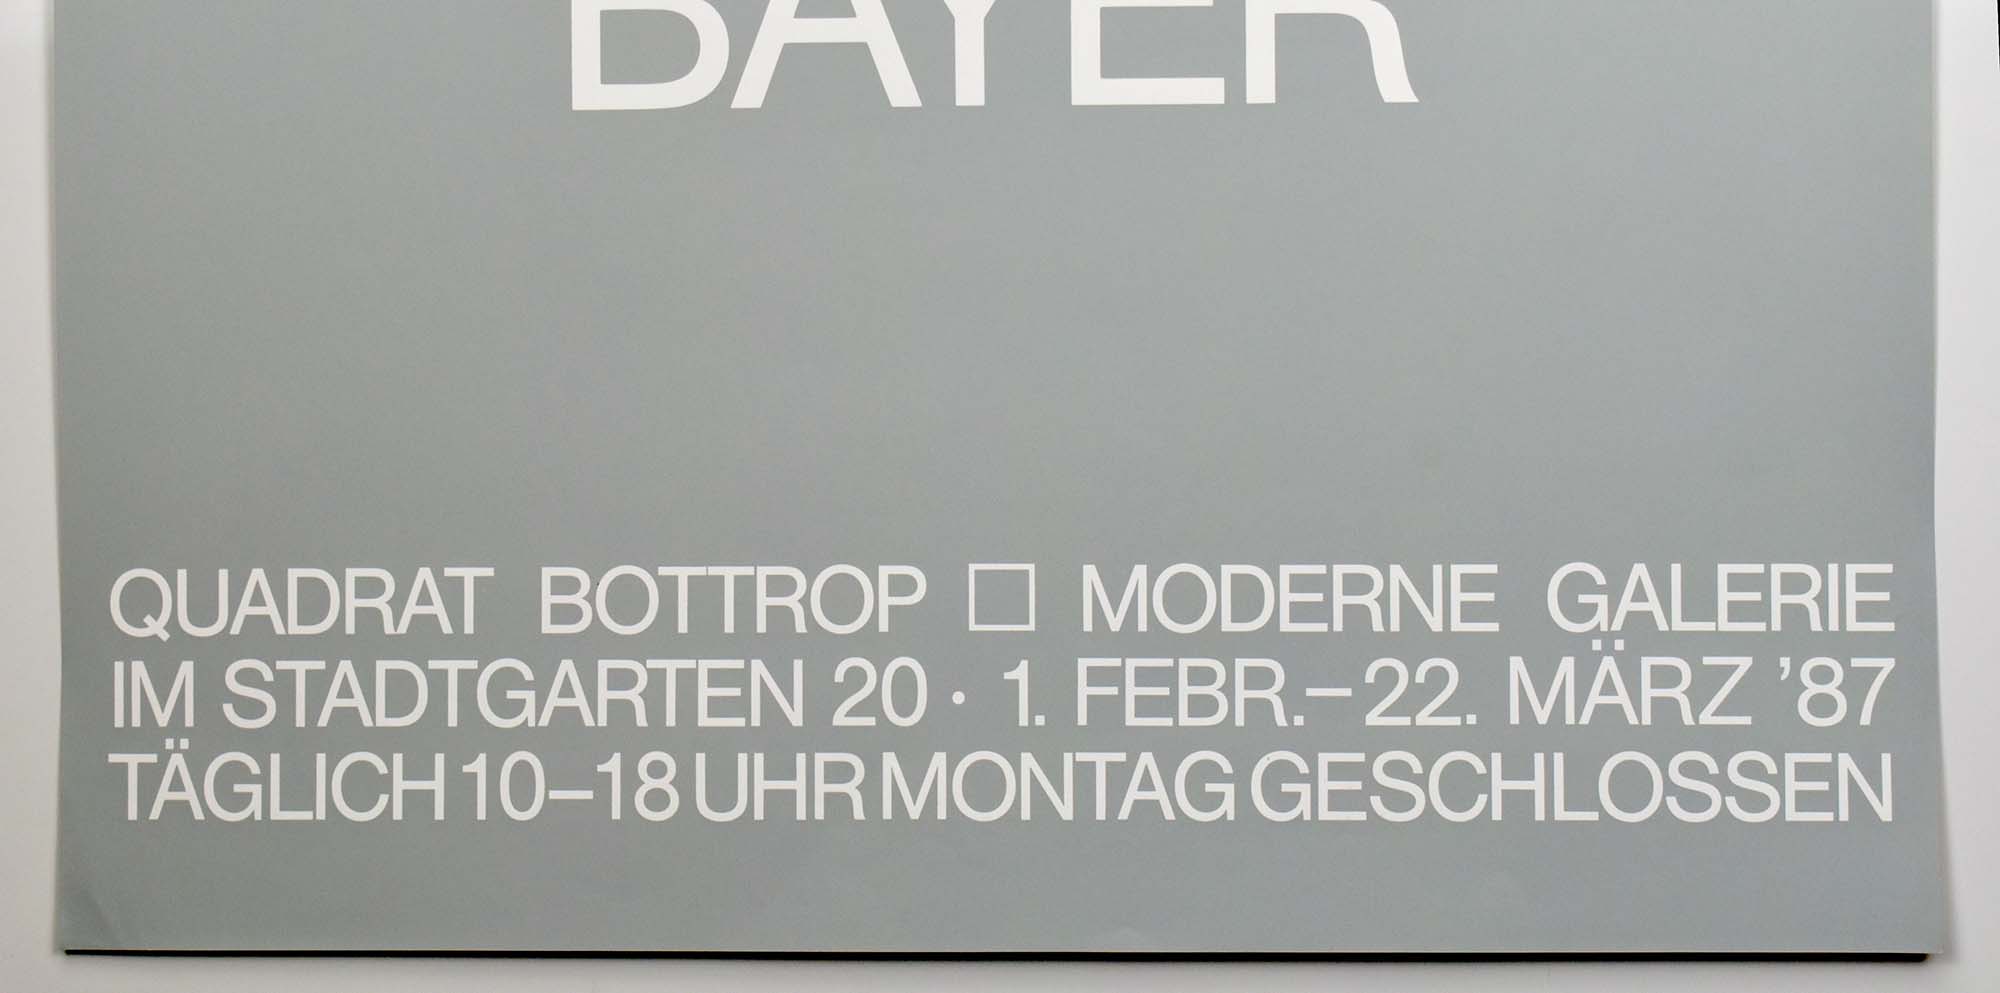 BAYER
QUADRAT BOTTROP □ MODERNE GALERIE
IM STADTGARTEN 20 · 1. FEBR.–22. MÄRZ ’87
TÄGLICH 10–18 UHR MONTAG GESCHLOSSEN